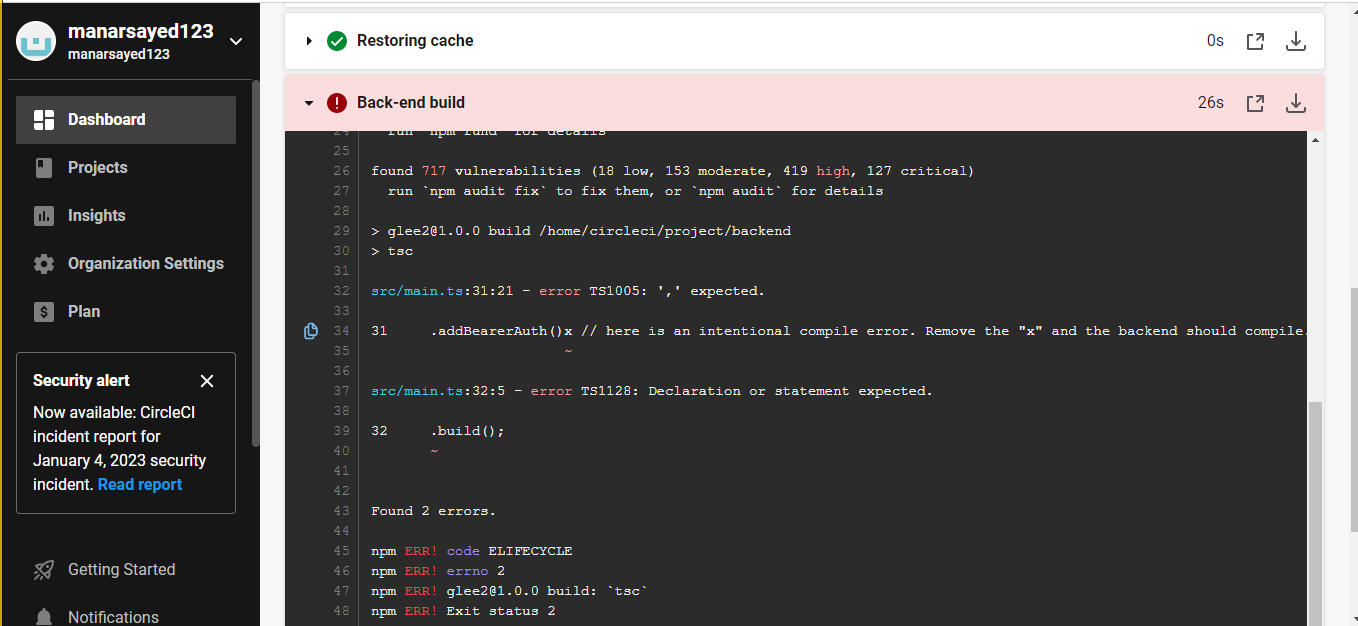 manarsayed123
manarsayed123
Dashboard
Projects
Insights
Organization Settings
Plan
Security alert
Now available: CircleCI
incident report for
January 4, 2023 security
incident. Read report
Getting Started
Notifications
Restoring cache 0s
Back-end build 26s
24 run `npm fund` for details
25
26 found 717 vulnerabilities (18 low, 153 moderate, 419 high, 127 critical)
27 run `npm audit fix` to fix them, or `npm audit` for details
28
29 > glee2@1.0.0 build /home/circleci/project/backend
30 > tsc
31
32 src/main.ts:31:21 - error TS1005: ',' expected.
33
34 31 .addBearerAuth()x // here is an intentional compile error. Remove the "x" and the backend should compile.
35 ~
36
37 src/main.ts:32:5 - error TS1128: Declaration or statement expected.
38
39 32 .build();
40 ~
41
42
43 Found 2 errors.
44
45 npm ERR! code ELIFECYCLE
46 npm ERR! errno 2
47 npm ERR! glee2@1.0.0 build: `tsc`
48 npm ERR! Exit status 2